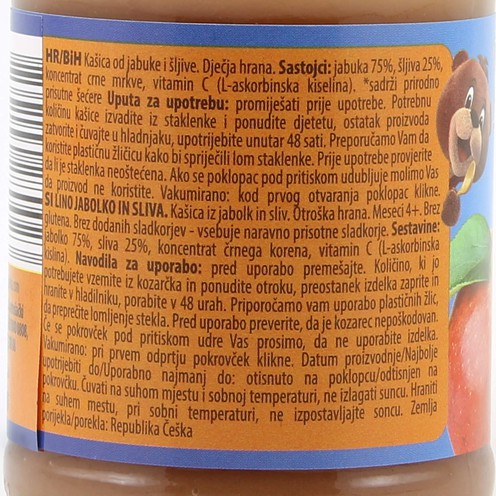 HR/BiH Kašica od jabuke i šljive. Dječja hrana. Sastojci: jabuka 75%, šljiva 25%,
koncentrat crne mrkve, vitamin C (L-askorbinska kiselina). *sadrži prirodno
prisutne šećere Uputa za upotrebu: promiješati prije upotrebe. Potrebnu
količinu kašice izvadite iz staklenke i ponudite djetetu, ostatak proizvoda
zatvorite i čuvajte u hladnjaku, upotrijebite unutar 48 sati. Preporučamo Vam da
koristite plastičnu žličicu kako bi spriječili lom staklenke. Prije upotrebe provjerite
da li je staklenka neoštećena. Ako se poklopac pod pritiskom udubljuje molimo Vas
da proizvod ne koristite. Vakumirano: kod prvog otvaranja poklopac klikne.
SI LINO JABOLKO IN SLIVA. Kašica iz jabolk in sliv. Otroška hrana. Meseci 4+. Brez
glutena. Brez dodanih sladkorjev - vsebuje naravno prisotne sladkorje. Sestavine:
jabolko 75%, sliva 25%, koncentrat črnega korena, vitamin C (L-askorbinska
kislina). Navodila za uporabo: pred uporabo premešajte. Količino, ki jo
potrebujete vzemite iz kozarčka in ponudite otroku, preostanek izdelka zaprite in
hranite v hladilniku, porabite v 48 urah. Priporočamo vam uporabo plastičnih žlic,
da preprečite lomljenje stekla. Pred uporabo preverite, da je kozarec nepoškodovan.
Če se pokrovček pod pritiskom udre Vas prosimo, da ne uporabite izdelka.
Vakumirano: pri prvem odprtju pokrovček klikne. Datum proizvodnje/Najbolje
upotrijebiti do/Uporabno najmanj do: otisnuto na poklopcu/odtisnjen na
pokrovčku. Čuvati na suhom mjestu i sobnoj temperaturi, ne izlagati suncu. Hraniti
na suhem mestu, pri sobni temperaturi, ne izpostavljajte soncu. Zemlja
porijekla/porekla: Republika Češka